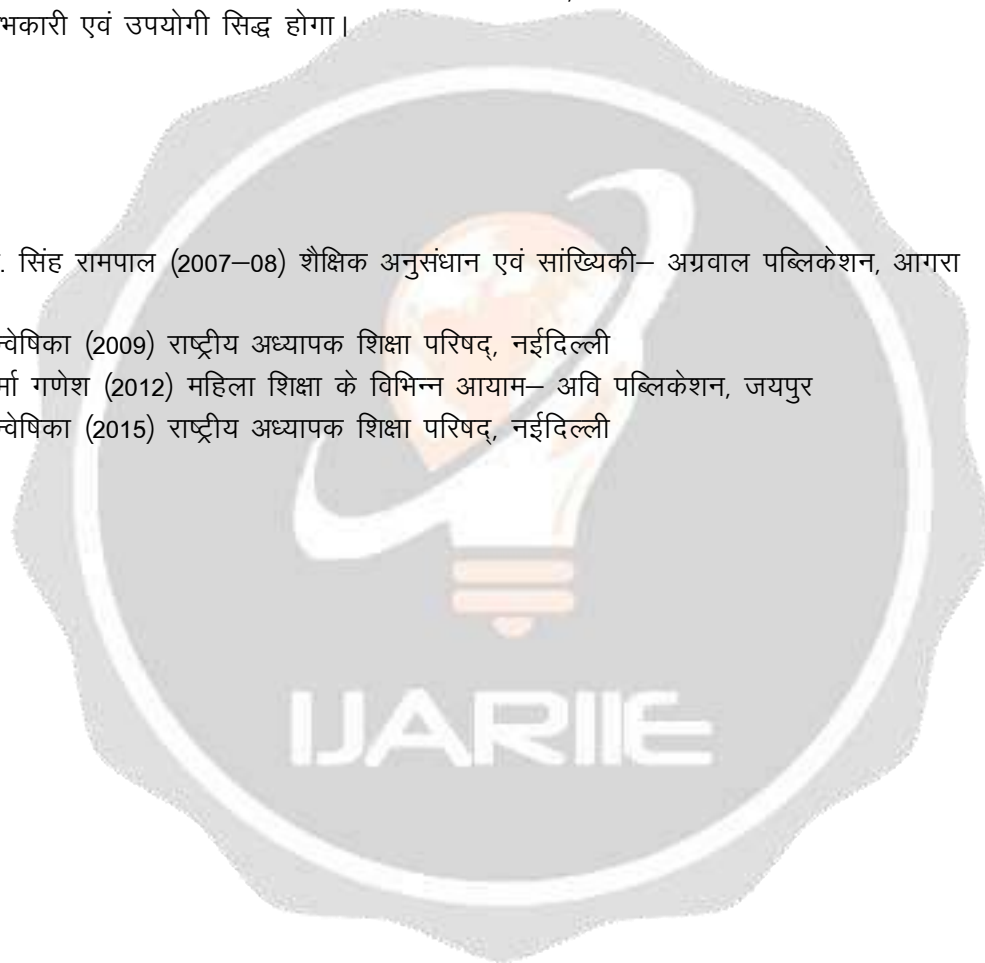 भकारी एवं उपयोगी सिद्ध होगा।
. सिंह रामपाल (2007–08) शैक्षिक अनुसंधान एवं सांख्यिकी– अग्रवाल पब्लिकेशन, आगरा
न्वेषिका (2009) राष्ट्रीय अध्यापक शिक्षा परिषद्, नईदिल्ली
र्मा गणेश (2012) महिला शिक्षा के विभिन्न आयाम– अवि पब्लिकेशन, जयपुर
न्वेषिका (2015) राष्ट्रीय अध्यापक शिक्षा परिषद्, नईदिल्ली
IJARIIE